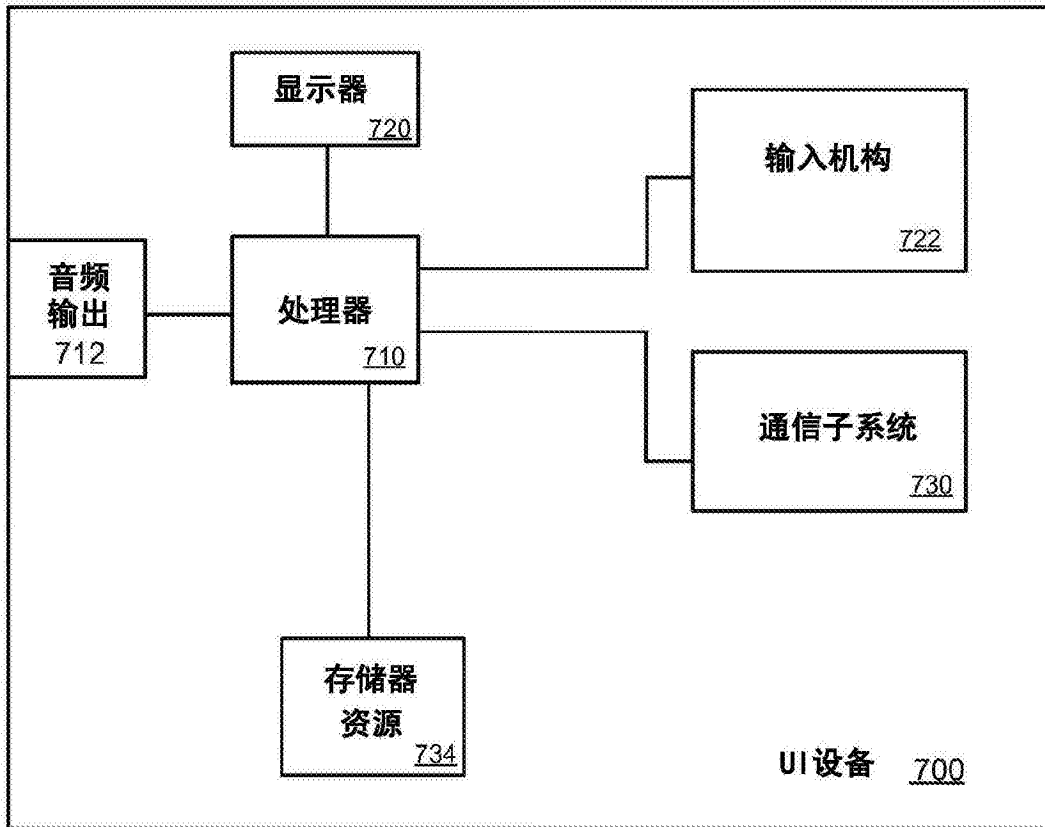 显示器
720
输入机构
722
音频
输出
712
处理器
710
通信子系统
730
存储器
资源
734
UI设备 700